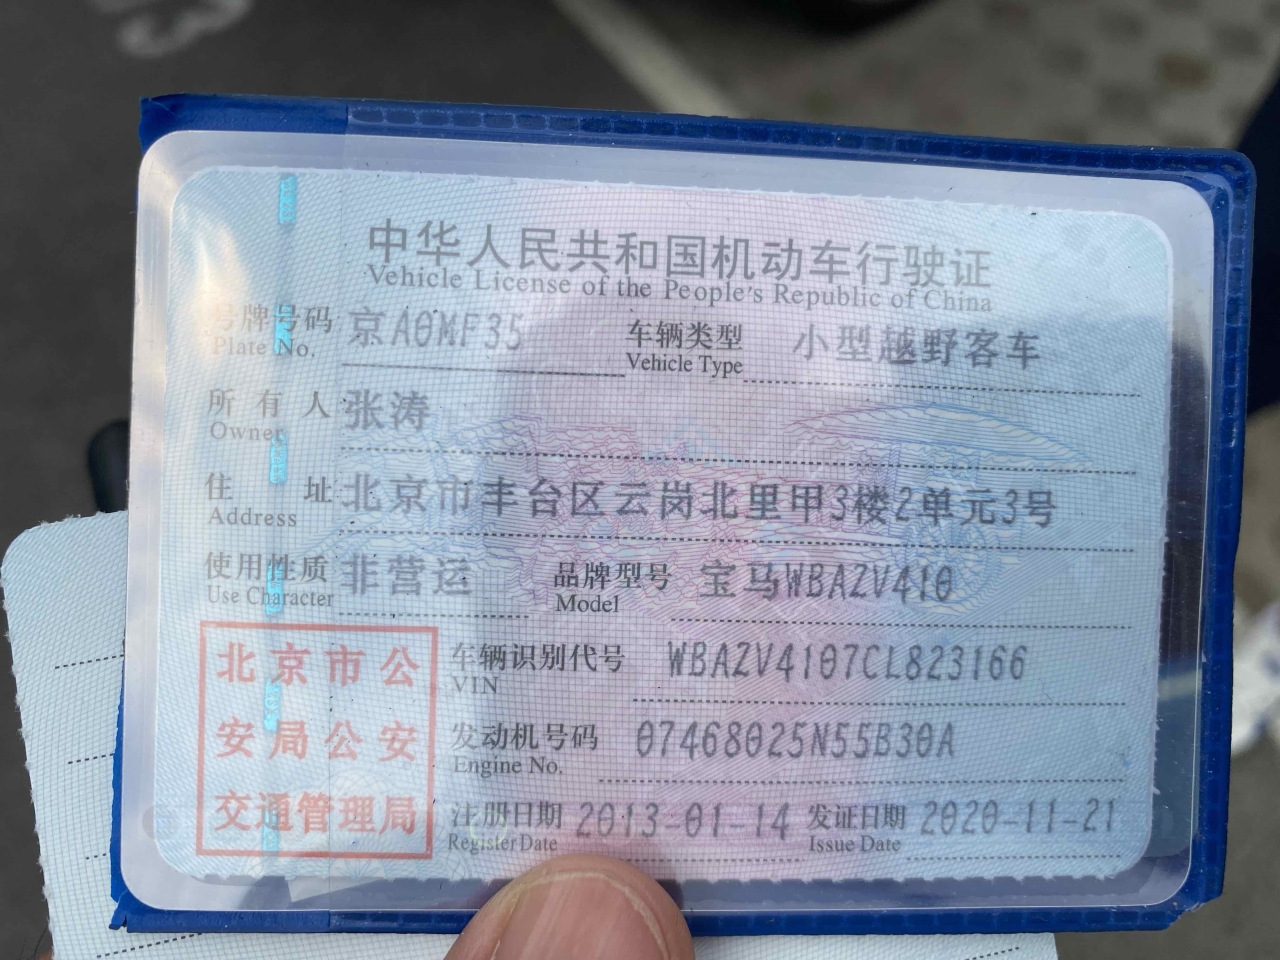 中华人民共和国机动车行驶证
Vehicle License of the People's Republic of China
号牌号码 京A0MF35 车辆类型 小型越野客车
Plate No. Vehicle Type
所有人 张涛
Owner
住址 北京市丰台区云岗北里甲3楼2单元3号
Address
使用性质 非营运 品牌型号 宝马WBAZV410
Use Character Model
北京市公
安局公安
交通管理局
车辆识别代号 WBAZV4107CL823166
VIN
发动机号码 07468025N55B30A
Engine No.
注册日期 2013-01-14 发证日期 2020-11-21
Register Date Issue Date